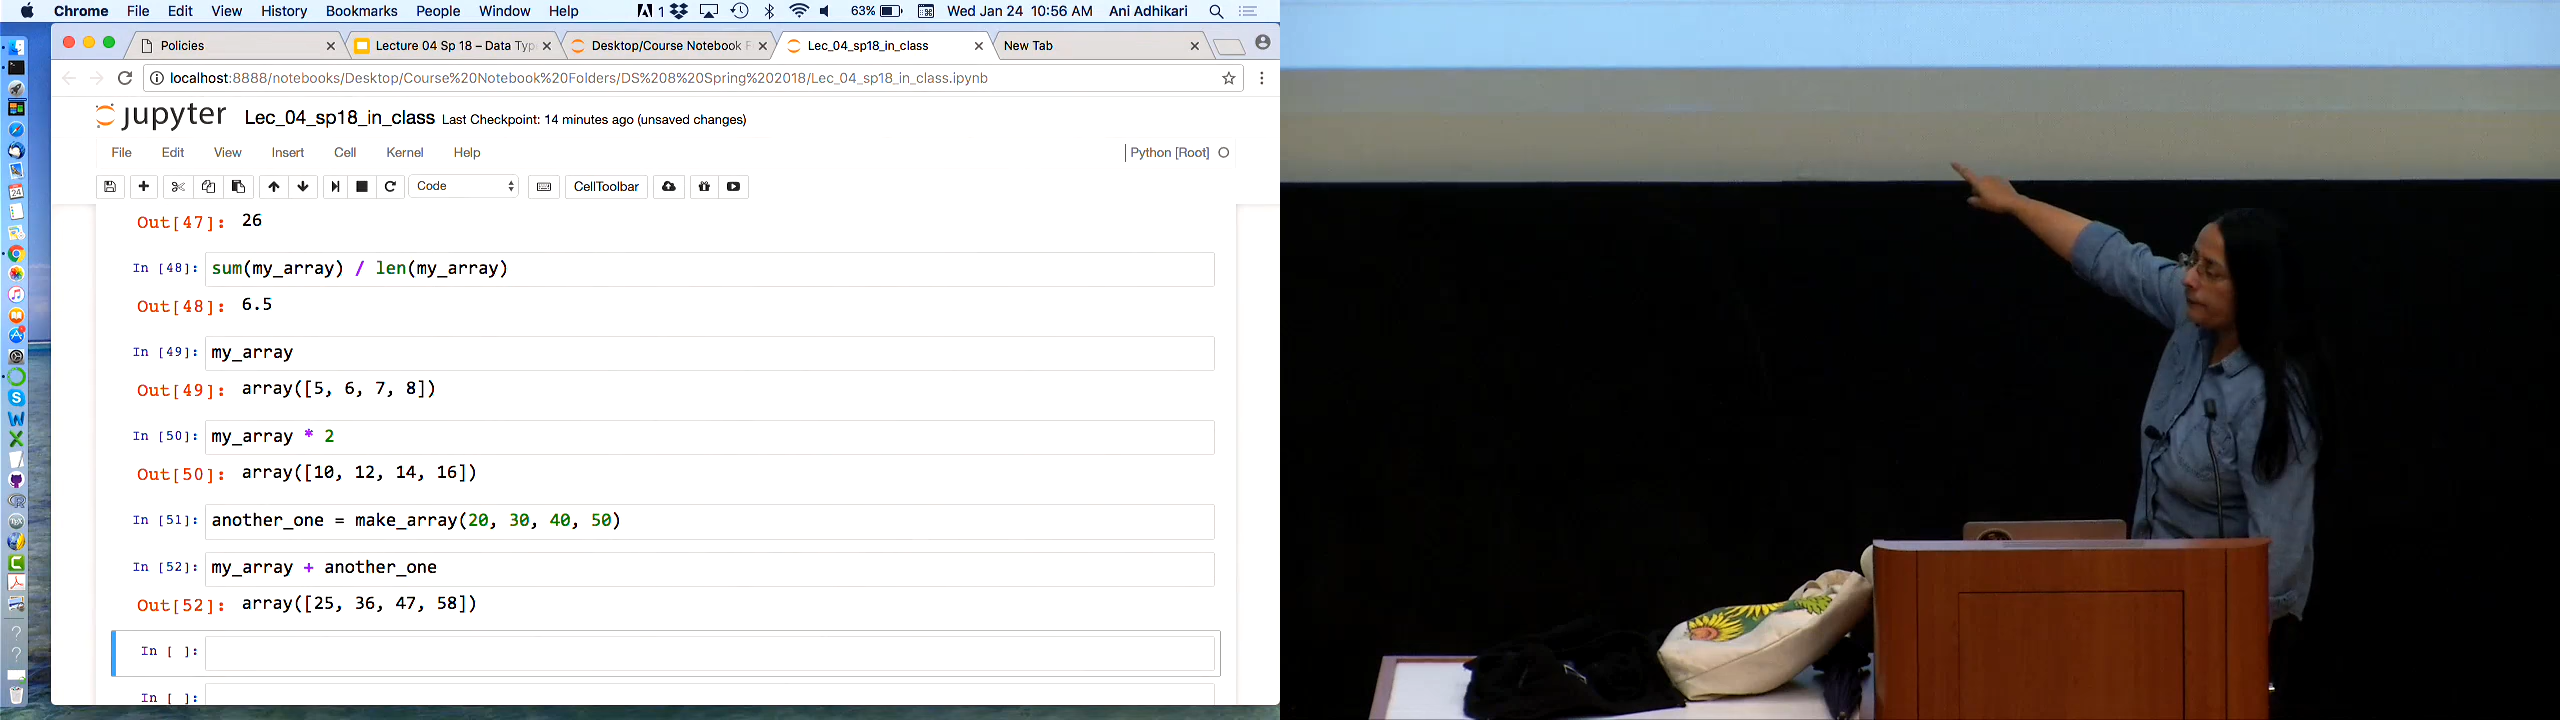 Chrome File Edit View History Bookmarks People Window Help 1 63% Wed Jan 24 10:56 AM Ani Adhikari
Policies Lecture 04 Sp 18 – Data Typ Desktop/Course Notebook F Lec_04_sp18_in_class New Tab
localhost:8888/notebooks/Desktop/Course%20Notebook%20Folders/DS%208%20Spring%202018/Lec_04_sp18_in_class.ipynb
jupyter Lec_04_sp18_in_class Last Checkpoint: 14 minutes ago (unsaved changes)
File Edit View Insert Cell Kernel Help Python [Root]
Code CellToolbar
Out[47]: 26
In [48]: sum(my_array) / len(my_array)
Out[48]: 6.5
In [49]: my_array
Out[49]: array([5, 6, 7, 8])
In [50]: my_array * 2
Out[50]: array([10, 12, 14, 16])
In [51]: another_one = make_array(20, 30, 40, 50)
In [52]: my_array + another_one
Out[52]: array([25, 36, 47, 58])
In [ ]:
In [ ]: